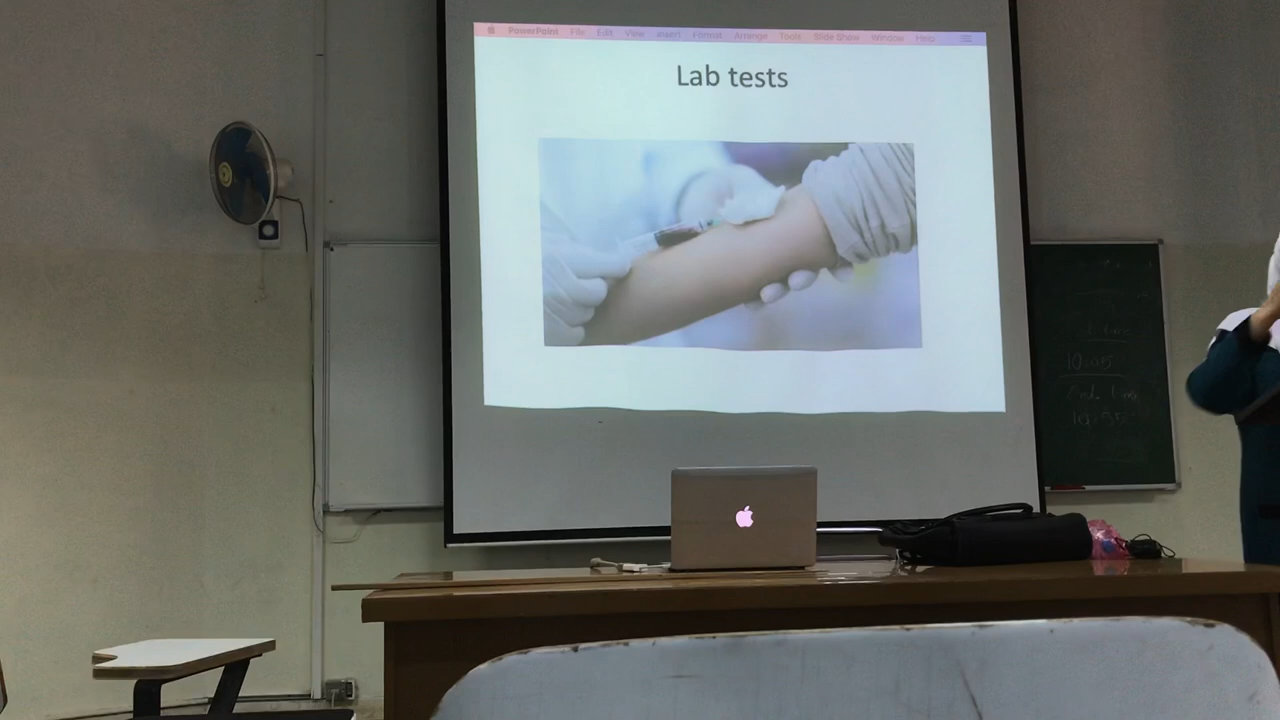 PowerPoint File Edit View Insert Format Arrange Tools Slide Show Window Help
Lab tests
10:05
End time
10:55